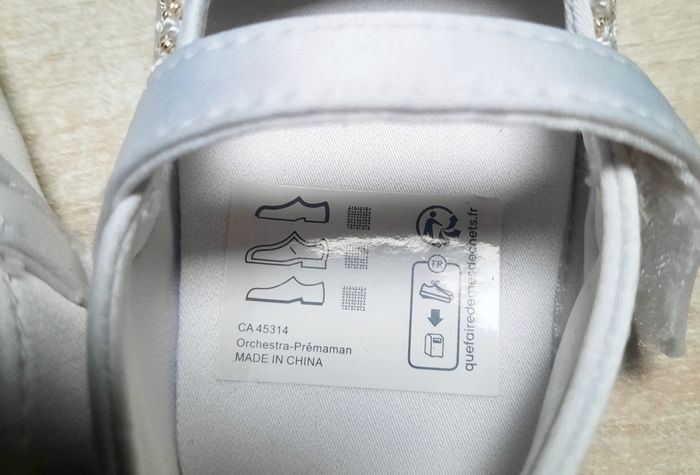 CA 45314
Orchestra-Prémaman
MADE IN CHINA
FR
quefairedemesdechets.fr